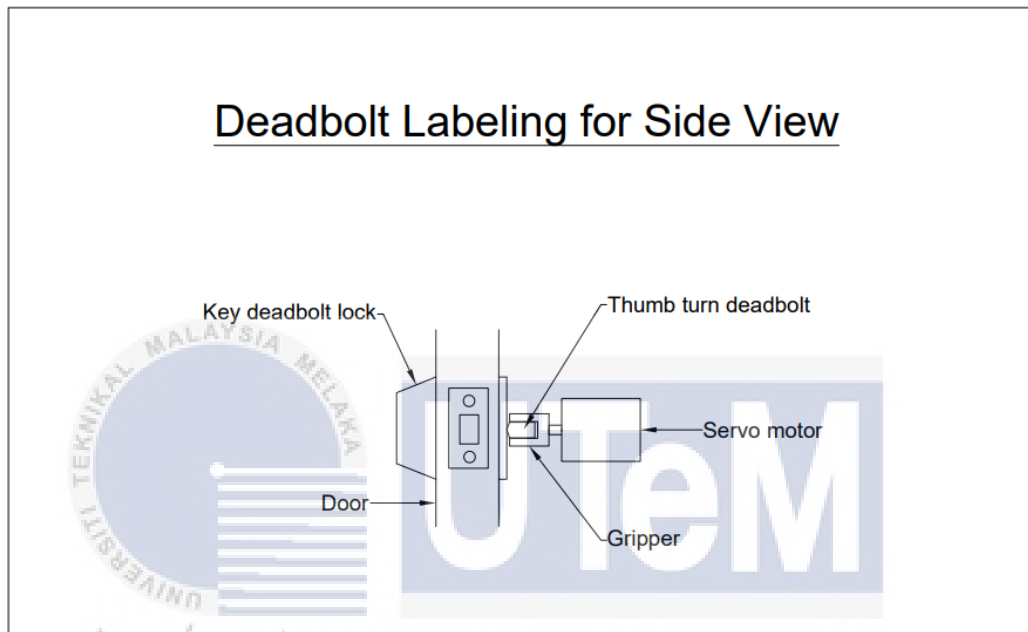 Deadbolt Labeling for Side View
Key deadbolt lock
Thumb turn deadbolt
Servo motor
Door
Gripper
UNIVERSITI TEKNIKAL MALAYSIA MELAKA
UTeM